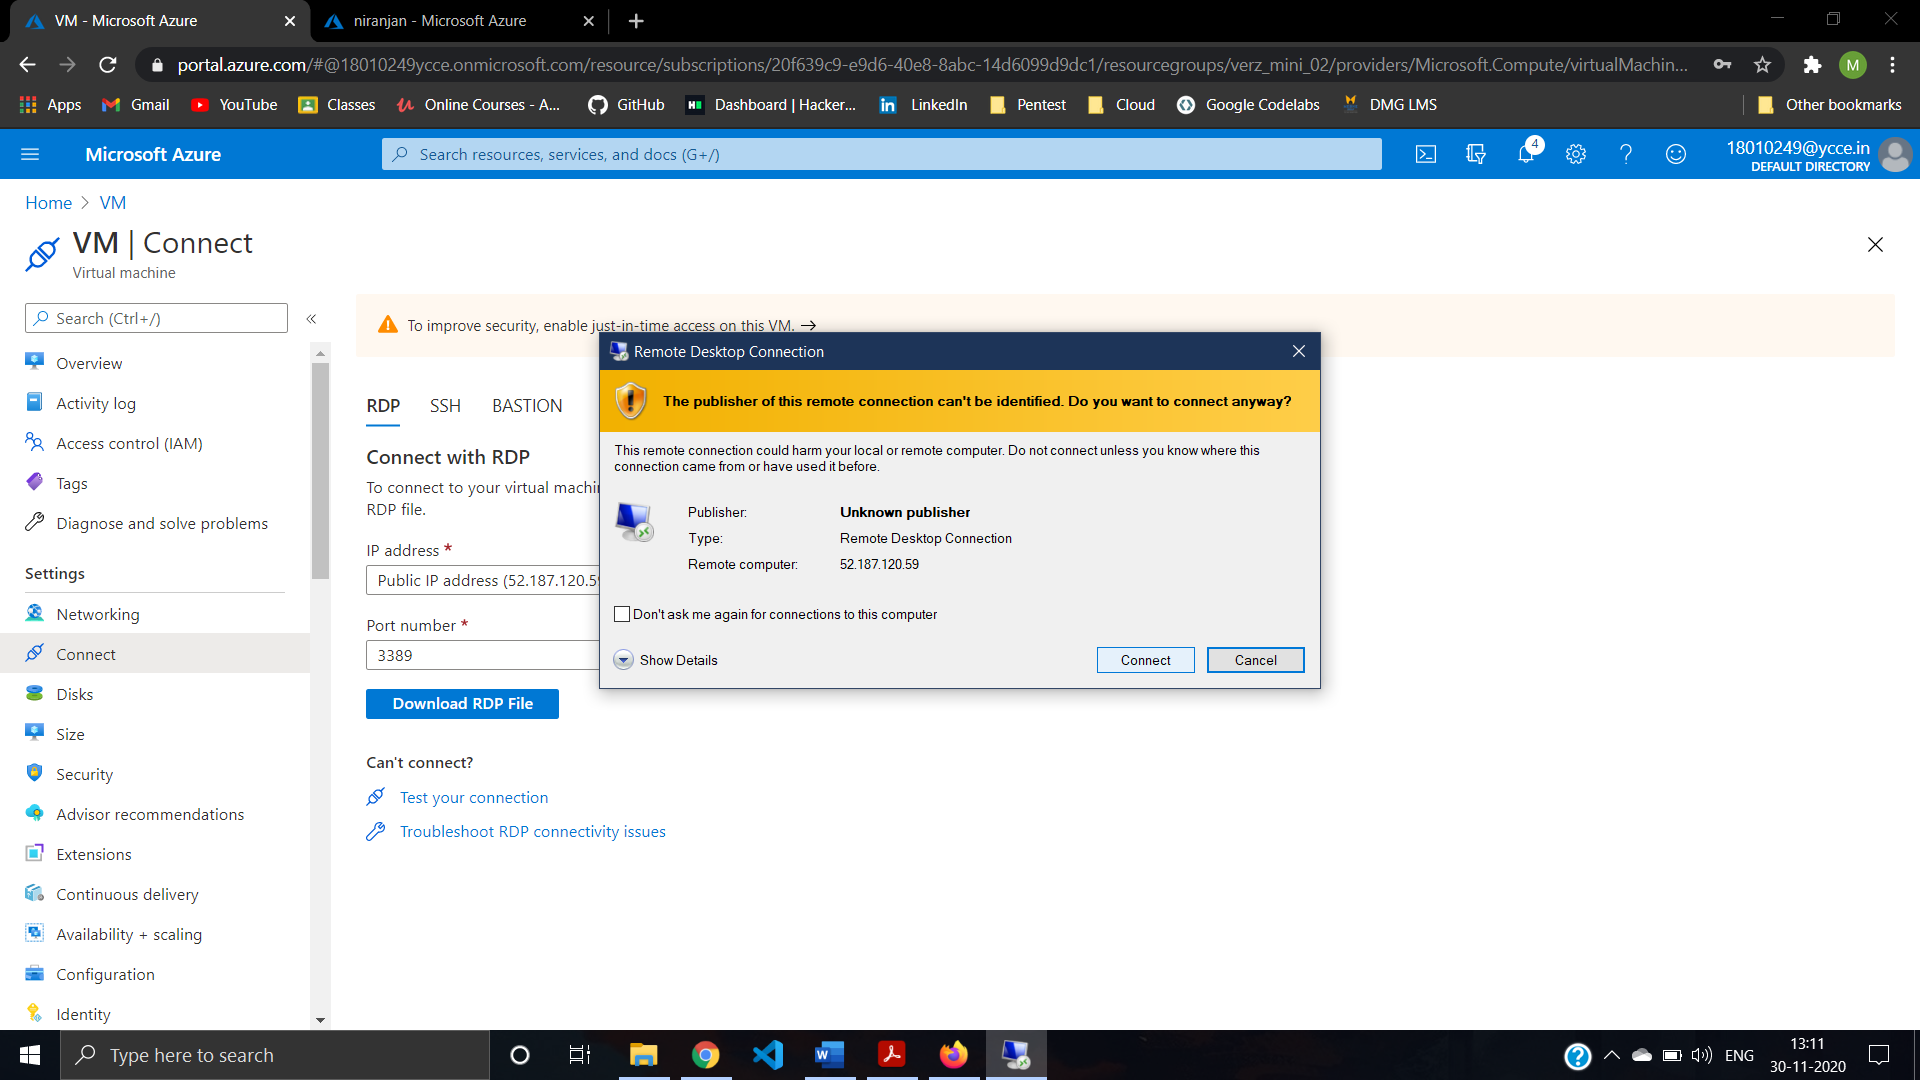 VM - Microsoft Azure
niranjan - Microsoft Azure
portal.azure.com/#@18010249ycce.onmicrosoft.com/resource/subscriptions/20f639c9-e9d6-40e8-8abc-14d6099d9dc1/resourcegroups/verz_mini_02/providers/Microsoft.Compute/virtualMachin...
M
Apps
Gmail
YouTube
Classes
Online Courses - A...
GitHub
Dashboard | Hacker...
LinkedIn
Pentest
Cloud
Google Codelabs
DMG LMS
Other bookmarks
Microsoft Azure
Search resources, services, and docs (G+/)
4
18010249@ycce.in
DEFAULT DIRECTORY
Home > VM
VM | Connect
Virtual machine
Search (Ctrl+/)
Overview
Activity log
Access control (IAM)
Tags
Diagnose and solve problems
Settings
Networking
Connect
Disks
Size
Security
Advisor recommendations
Extensions
Continuous delivery
Availability + scaling
Configuration
Identity
To improve security, enable just-in-time access on this VM. →
RDP SSH BASTION
Connect with RDP
To connect to your virtual machi
RDP file.
IP address *
Public IP address (52.187.120.59
Port number *
3389
Download RDP File
Can't connect?
Test your connection
Troubleshoot RDP connectivity issues
Remote Desktop Connection
The publisher of this remote connection can't be identified. Do you want to connect anyway?
This remote connection could harm your local or remote computer. Do not connect unless you know where this
connection came from or have used it before.
Publisher: Unknown publisher
Type: Remote Desktop Connection
Remote computer: 52.187.120.59
Don't ask me again for connections to this computer
Show Details
Connect
Cancel
Type here to search
ENG
13:11
30-11-2020